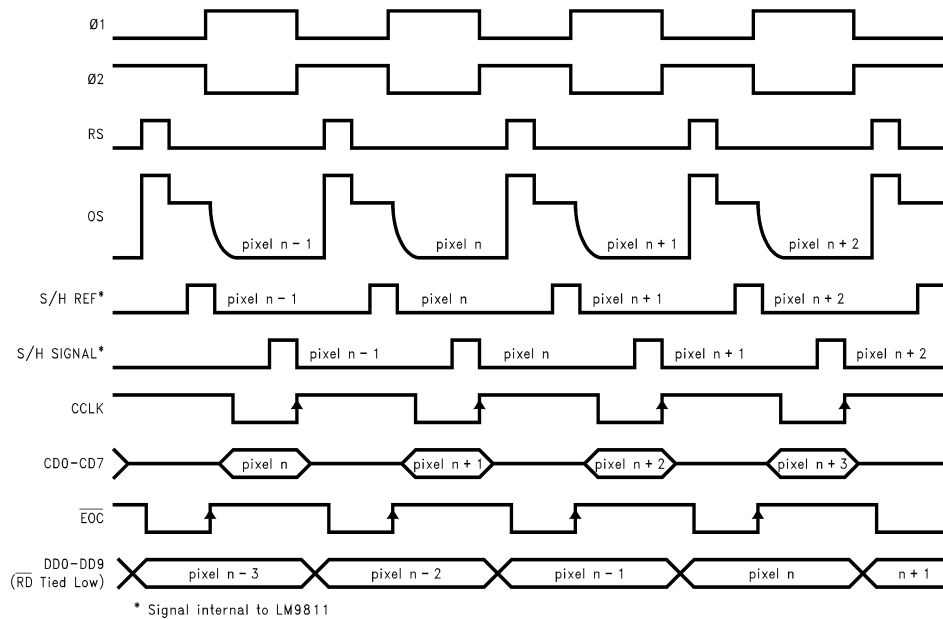 Ø1
Ø2
RS
OS
pixel n - 1
pixel n
pixel n + 1
pixel n + 2
S/H REF*
pixel n - 1
pixel n
pixel n + 1
pixel n + 2
S/H SIGNAL*
pixel n - 1
pixel n
pixel n + 1
pixel n + 2
CCLK
CD0-CD7
pixel n
pixel n + 1
pixel n + 2
pixel n + 3
E̅O̅C̅
DD0-DD9
(R̅D̅ Tied Low)
pixel n - 3
pixel n - 2
pixel n - 1
pixel n
n + 1
* Signal internal to LM9811